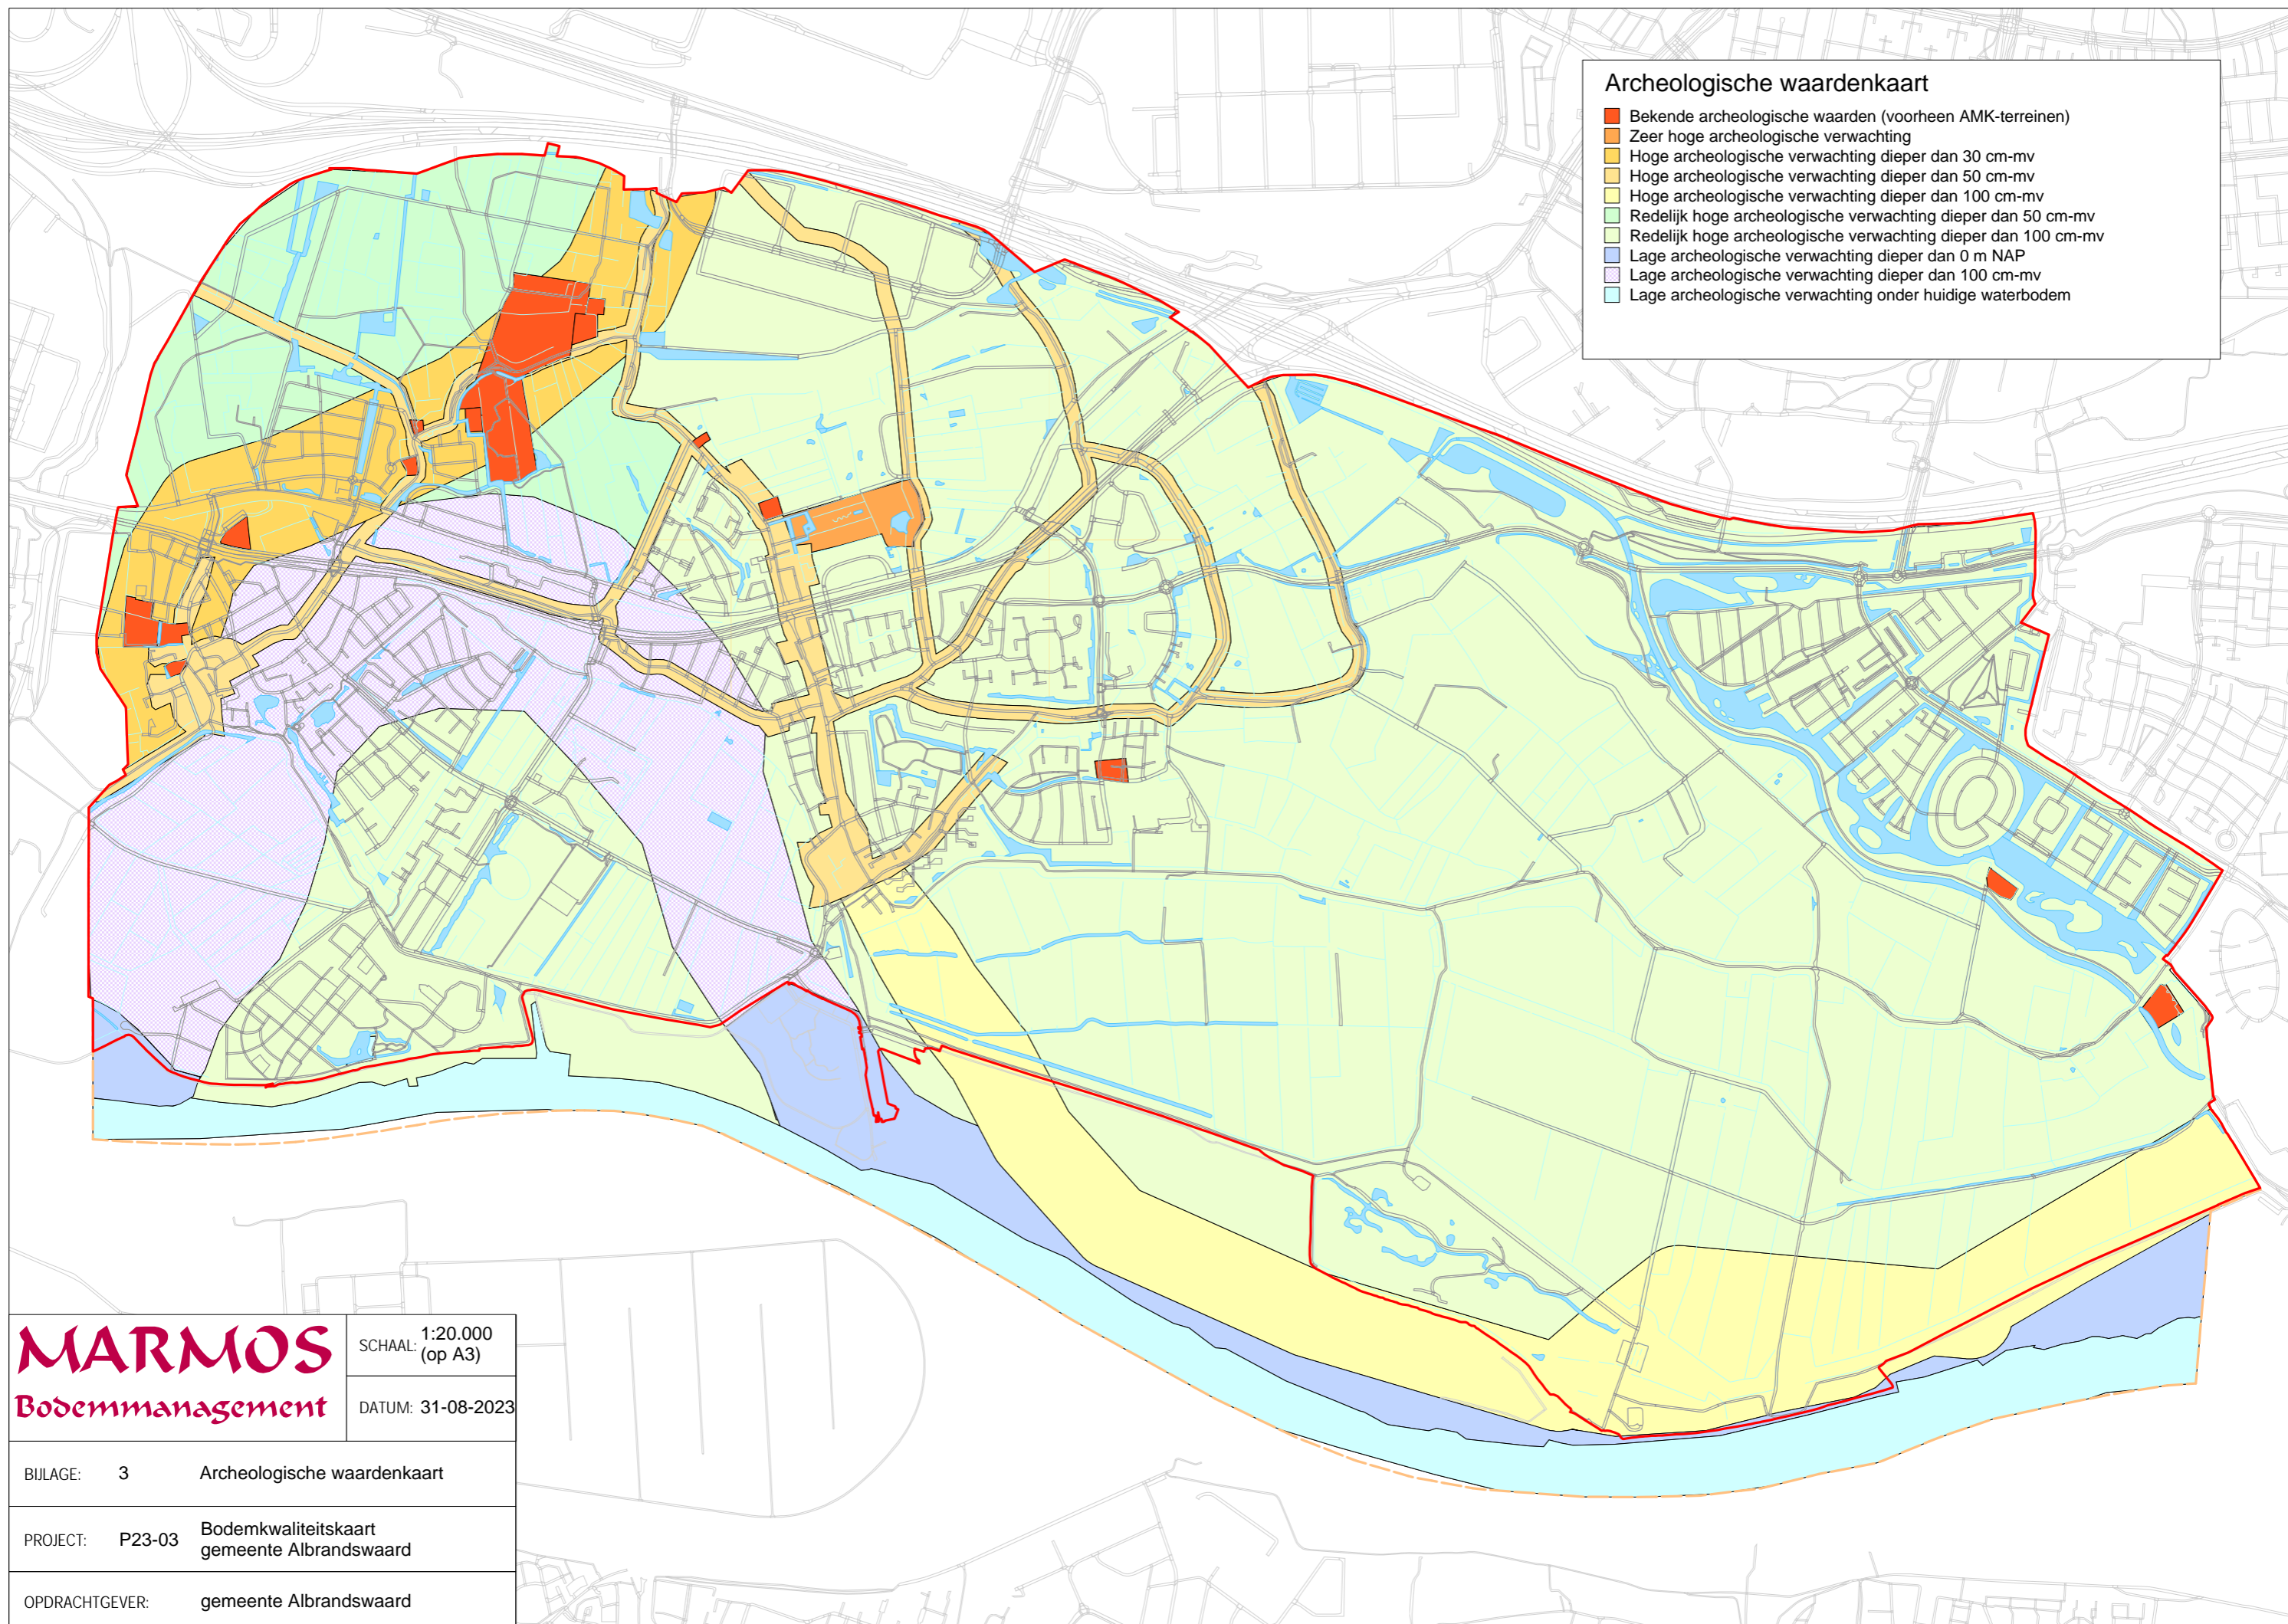 Archeologische waardenkaart
Bekende archeologische waarden (voorheen AMK-terreinen)
Zeer hoge archeologische verwachting
Hoge archeologische verwachting dieper dan 30 cm-mv
Hoge archeologische verwachting dieper dan 50 cm-mv
Hoge archeologische verwachting dieper dan 100 cm-mv
Redelijk hoge archeologische verwachting dieper dan 50 cm-mv
Redelijk hoge archeologische verwachting dieper dan 100 cm-mv
Lage archeologische verwachting dieper dan 0 m NAP
Lage archeologische verwachting dieper dan 100 cm-mv
Lage archeologische verwachting onder huidige waterbodem
MARMOS
Bodemmanagement
SCHAAL: 1:20.000
(op A3)
DATUM: 31-08-2023
BIJLAGE: 3 Archeologische waardenkaart
PROJECT: P23-03 Bodemkwaliteitskaart
gemeente Albrandswaard
OPDRACHTGEVER: gemeente Albrandswaard